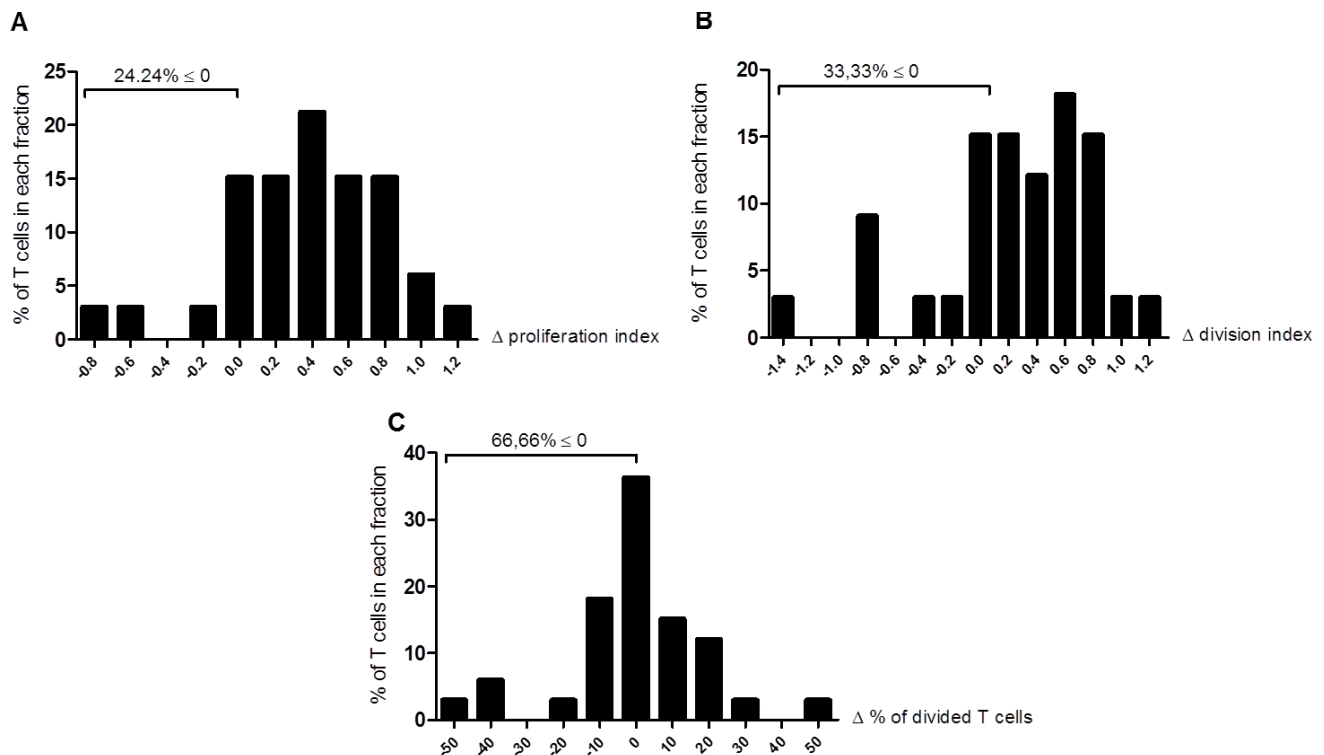 A
24.24% ≤ 0
% of T cells in each fraction
25
20
15
10
5
0
-0.8 -0.6 -0.4 -0.2 0.0 0.2 0.4 0.6 0.8 1.0 1.2
Δ proliferation index
B
33,33% ≤ 0
% of T cells in each fraction
20
15
10
5
0
-1.4 -1.2 -1.0 -0.8 -0.6 -0.4 -0.2 0.0 0.2 0.4 0.6 0.8 1.0 1.2
Δ division index
C
66,66% ≤ 0
% of T cells in each fraction
40
30
20
10
0
-50 -40 -30 -20 -10 0 10 20 30 40 50
Δ % of divided T cells